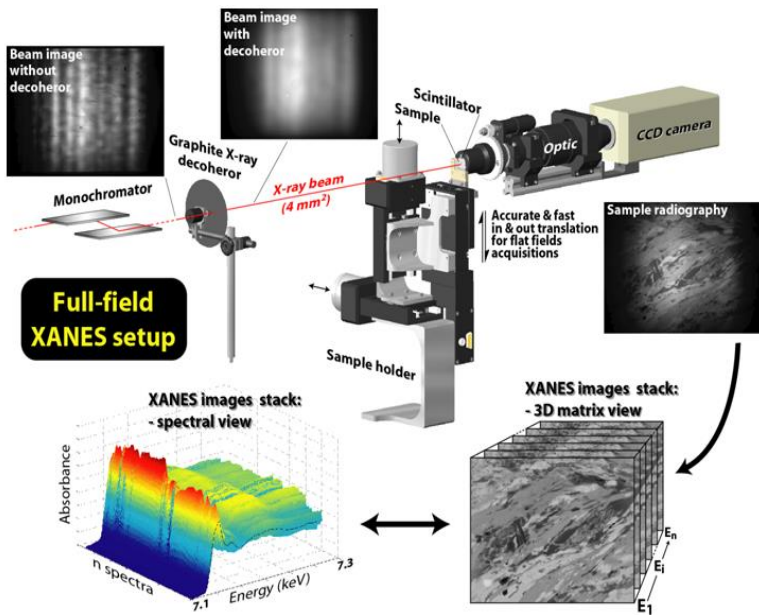 Beam image
without
decoheror
Beam image
with
decoheror
Graphite X-ray
decoheror
Monochromator
X-ray beam
(4 mm²)
Sample
Scintillator
Optic
CCD camera
Accurate & fast
in & out translation
for flat fields
acquisitions
Sample radiography
Full-field
XANES setup
Sample holder
XANES images stack:
- spectral view
Absorbance
n spectra
7.1
Energy (keV)
7.3
XANES images stack:
- 3D matrix view
En
Ei
E1